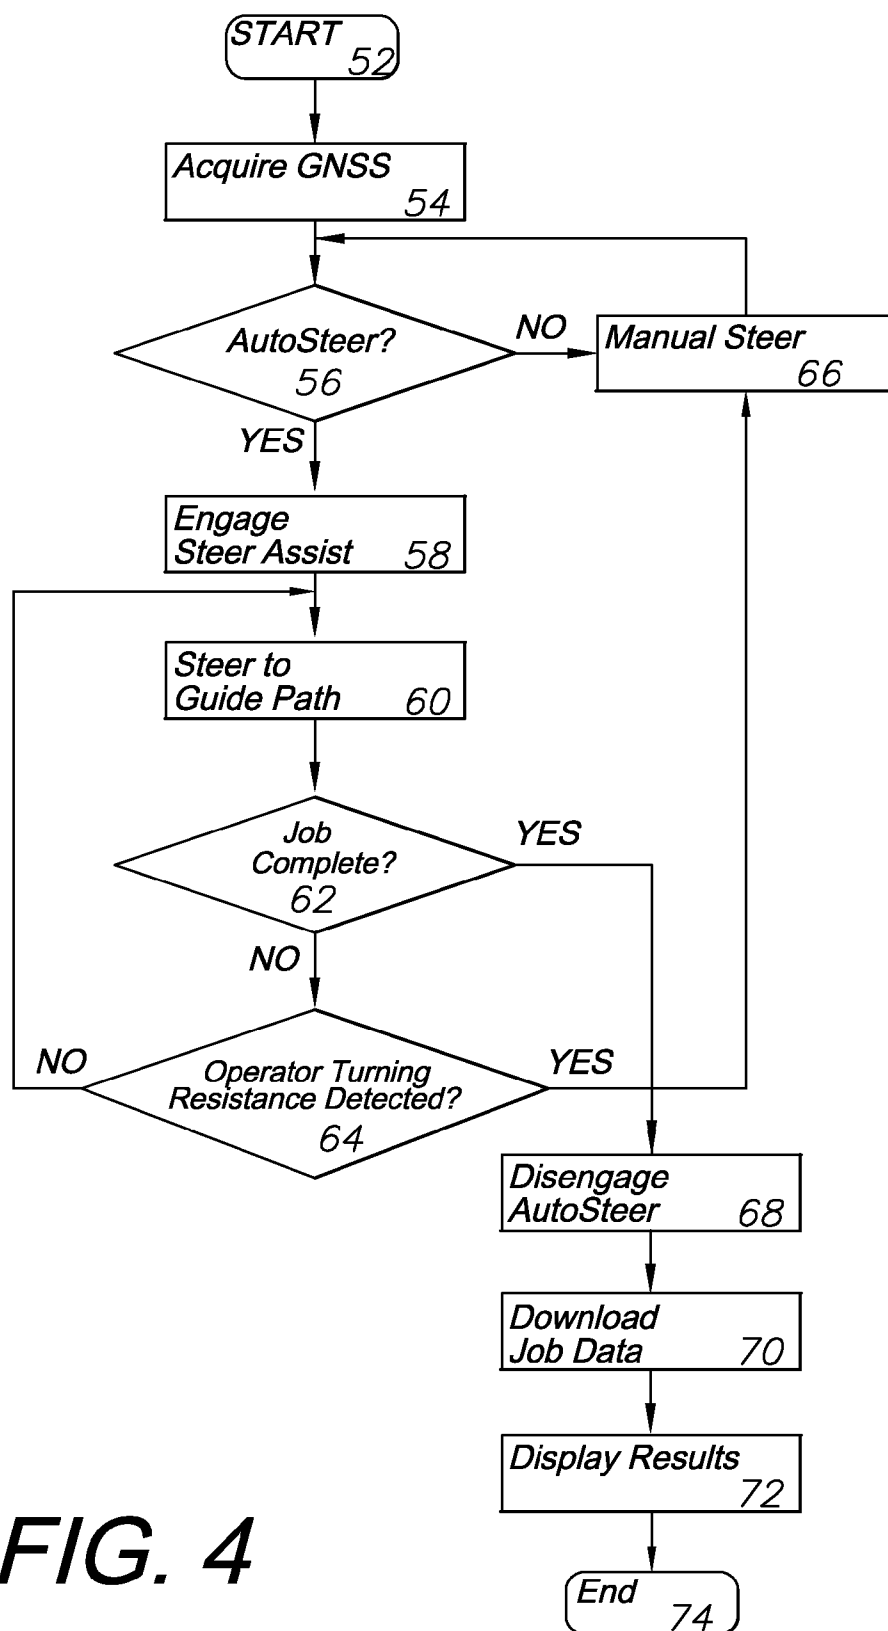 START
52
Acquire GNSS
54
AutoSteer?
56
NO
Manual Steer
66
YES
Engage
Steer Assist 58
Steer to
Guide Path 60
Job
Complete?
62
YES
NO
NO
Operator Turning
Resistance Detected?
64
YES
Disengage
AutoSteer 68
Download
Job Data 70
Display Results
72
End
74
FIG. 4